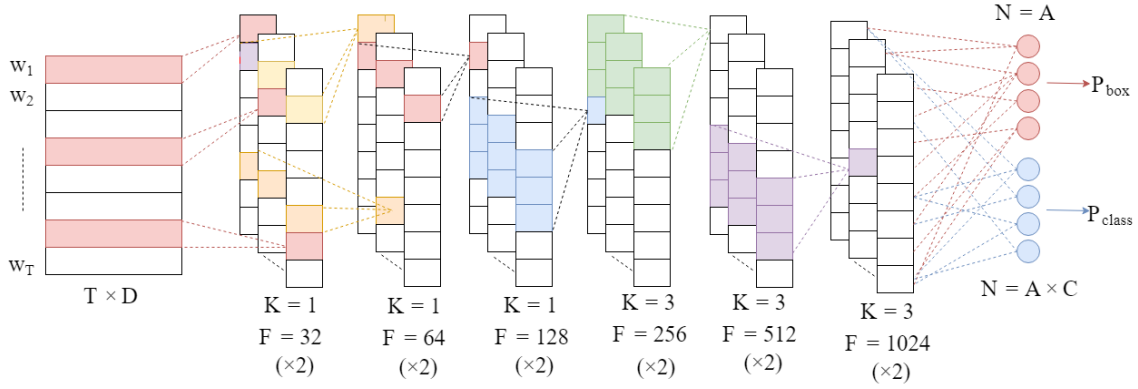 N = A
W1
W2
WT
T × D
Pbox
Pclass
N = A × C
K = 1
F = 32
(×2)
K = 1
F = 64
(×2)
K = 1
F = 128
(×2)
K = 3
F = 256
(×2)
K = 3
F = 512
(×2)
K = 3
F = 1024
(×2)